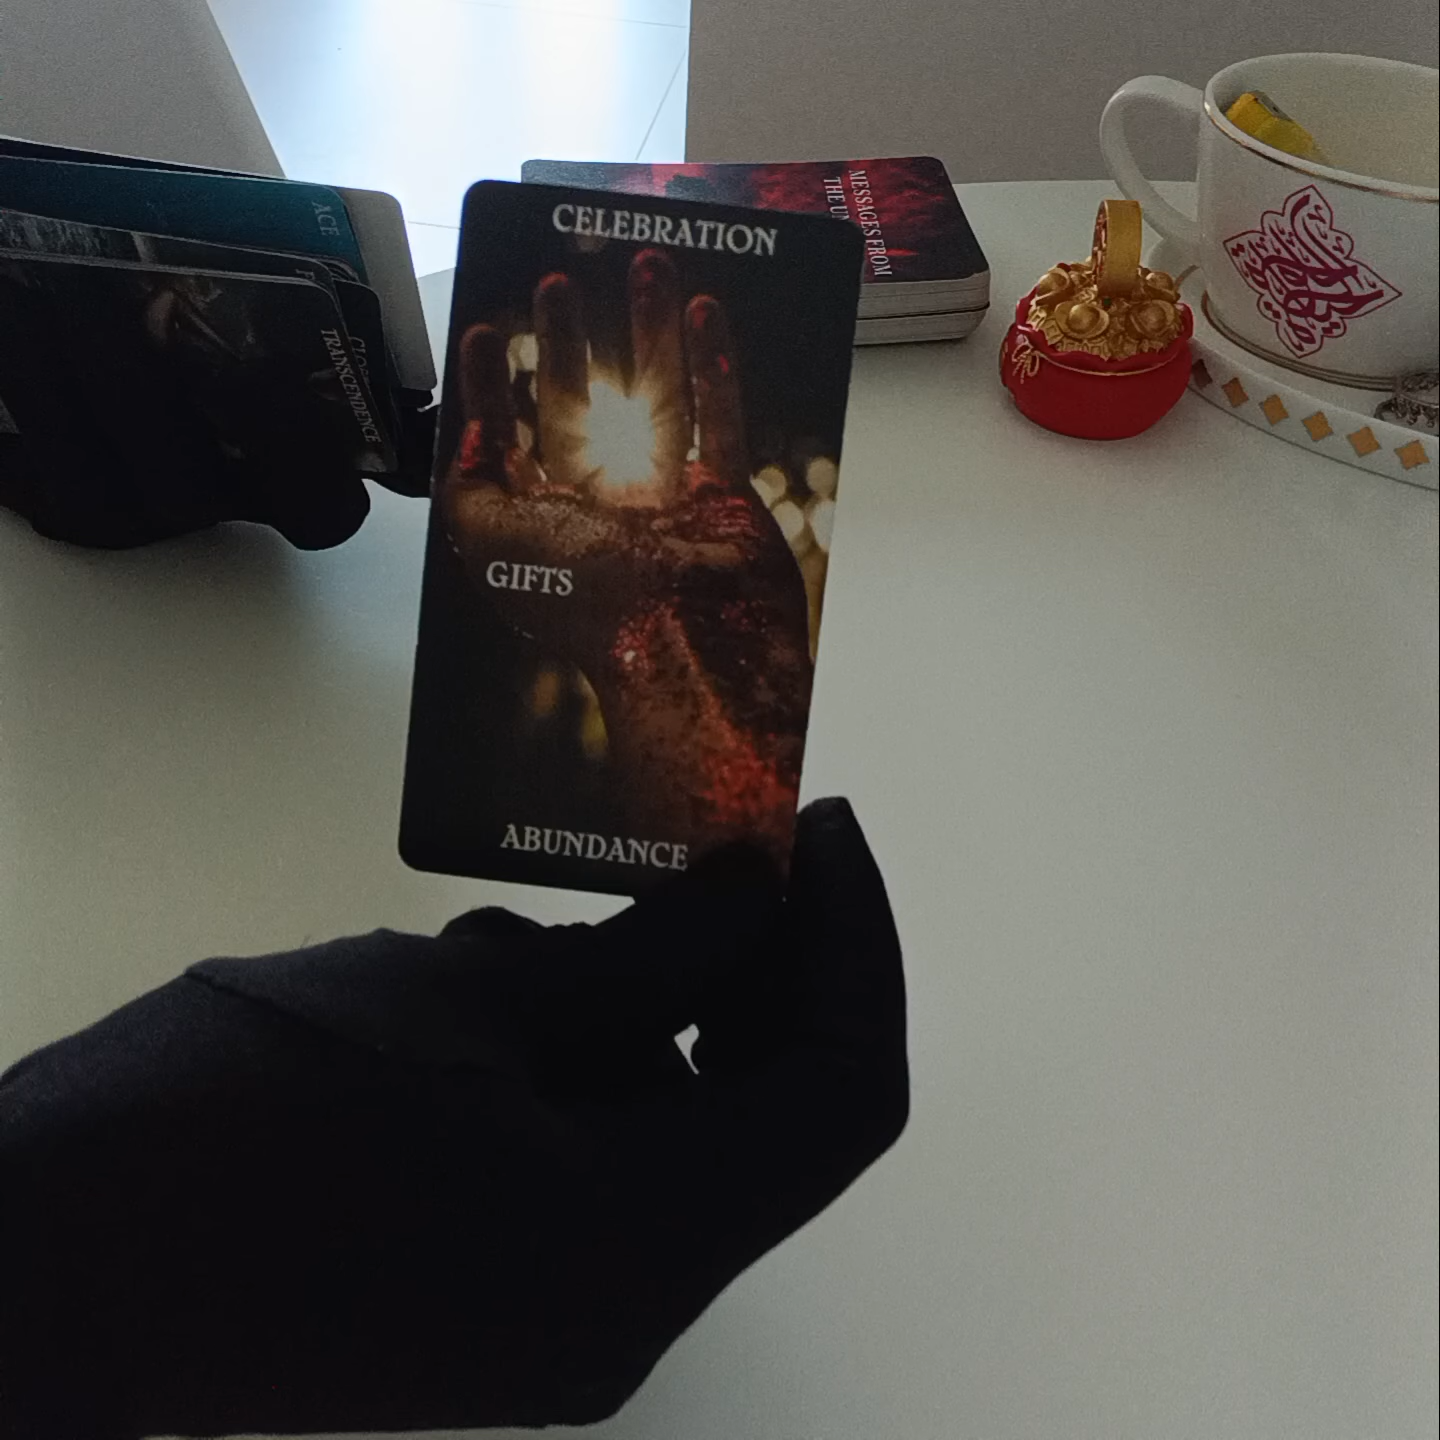 CELEBRATION
GIFTS
ABUNDANCE
MESSAGES FROM
THE
ACE
TRANSCENDENCE